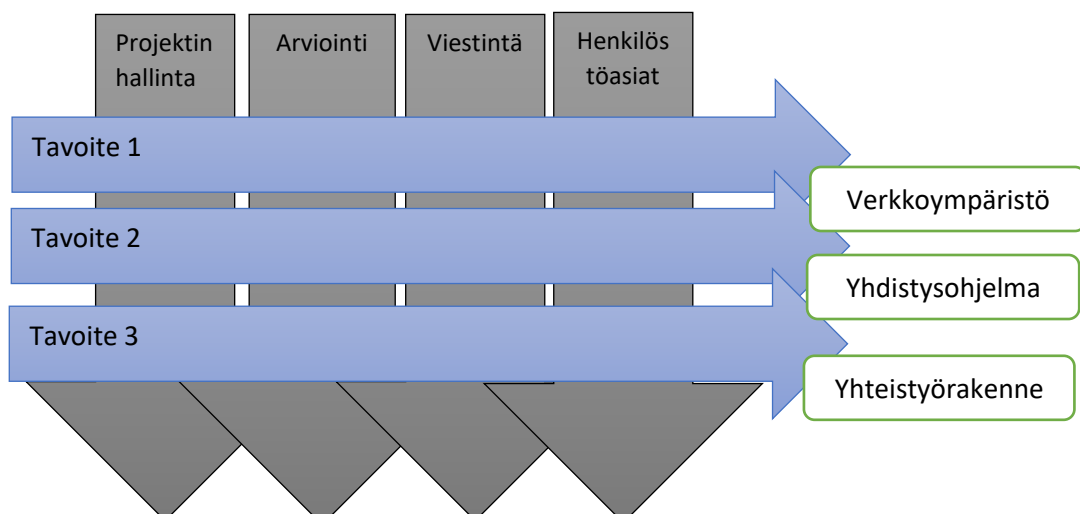 Projektin
hallinta
Arviointi
Viestintä
Henkilös
töasiat
Tavoite 1
Verkkoympäristö
Tavoite 2
Yhdistysohjelma
Tavoite 3
Yhteistyörakenne